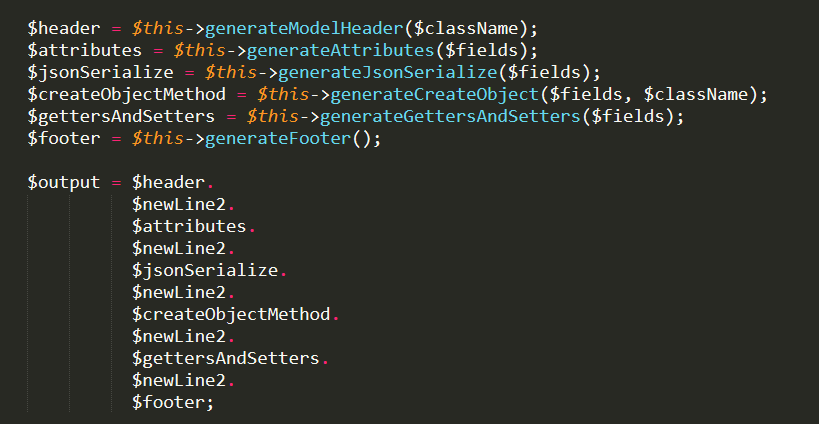 $header = $this->generateModelHeader($className);
$attributes = $this->generateAttributes($fields);
$jsonSerialize = $this->generateJsonSerialize($fields);
$createObjectMethod = $this->generateCreateObject($fields, $className);
$gettersAndSetters = $this->generateGettersAndSetters($fields);
$footer = $this->generateFooter();

$output = $header.
          $newLine2.
          $attributes.
          $newLine2.
          $jsonSerialize.
          $newLine2.
          $createObjectMethod.
          $newLine2.
          $gettersAndSetters.
          $newLine2.
          $footer;